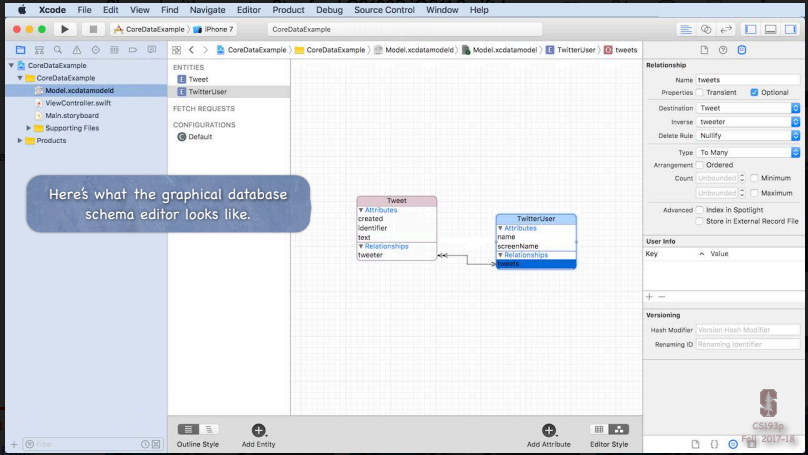 Xcode File Edit View Find Navigate Editor Product Debug Source Control Window Help
CoreDataExample iPhone 7 CoreDataExample
CoreDataExample CoreDataExample Model.xcdatamodeld Model.xcdatamodel E TwitterUser O tweets
CoreDataExample
CoreDataExample
Model.xcdatamodeld
ViewController.swift
Main.storyboard
Supporting Files
Products
Filter
ENTITIES
E Tweet
E TwitterUser
FETCH REQUESTS
CONFIGURATIONS
C Default
Here's what the graphical database
schema editor looks like.
Tweet
Attributes
created
identifier
text
Relationships
tweeter
TwitterUser
Attributes
name
screenName
Relationships
tweets
Outline Style
Add Entity
Add Attribute
Editor Style
Relationship
Name tweets
Properties Transient Optional
Destination Tweet
Inverse tweeter
Delete Rule Nullify
Type To Many
Arrangement Ordered
Count Unbounded Minimum
Unbounded Maximum
Advanced Index in Spotlight
Store in External Record File
User Info
Key Value
Versioning
Hash Modifier Version Hash Modifier
Renaming ID Renaming Identifier
CS193p
Fall 2017-18